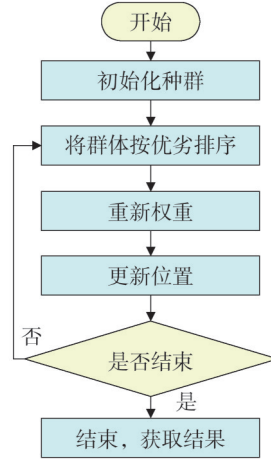 开始
初始化种群
将群体按优劣排序
重新权重
更新位置
否
是否结束
是
结束，获取结果